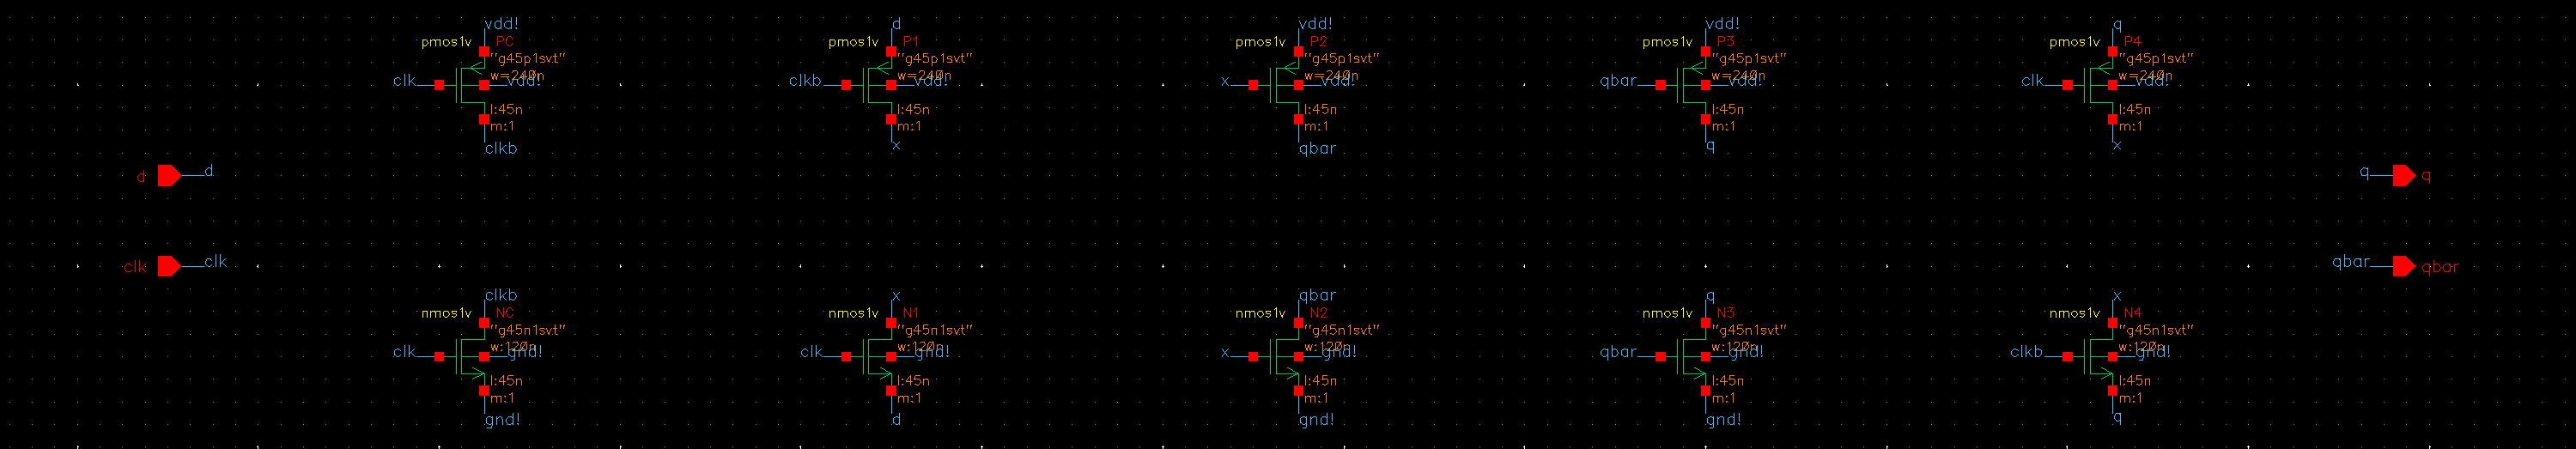 vdd!
pmos1v PC
"g45p1svt"
w=240n
clk vdd!
l:45n
m:1
clkb
d
pmos1v P1
"g45p1svt"
w=240n
clkb vdd!
l:45n
m:1
x
vdd!
pmos1v P2
"g45p1svt"
w=240n
x vdd!
l:45n
m:1
qbar
vdd!
pmos1v P3
"g45p1svt"
w=240n
qbar vdd!
l:45n
m:1
q
q
pmos1v P4
"g45p1svt"
w=240n
clk vdd!
l:45n
m:1
x
d d
q q
clk clk
qbar qbar
clkb
nmos1v NC
"g45n1svt"
w:120n
clk gnd!
l:45n
m:1
gnd!
x
nmos1v N1
"g45n1svt"
w:120n
clk gnd!
l:45n
m:1
d
qbar
nmos1v N2
"g45n1svt"
w:120n
x gnd!
l:45n
m:1
gnd!
q
nmos1v N3
"g45n1svt"
w:120n
qbar gnd!
l:45n
m:1
gnd!
x
nmos1v N4
"g45n1svt"
w:120n
clkb gnd!
l:45n
m:1
q